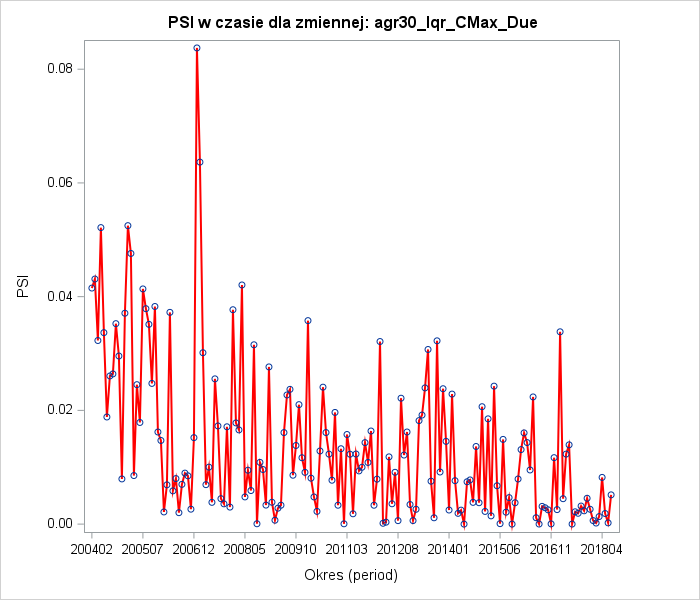 PSI w czasie dla zmiennej: agr30_Iqr_CMax_Due
0.08
0.06
0.04
0.02
0.00
PSI
200402 200507 200612 200805 200910 201103 201208 201401 201506 201611 201804
Okres (period)